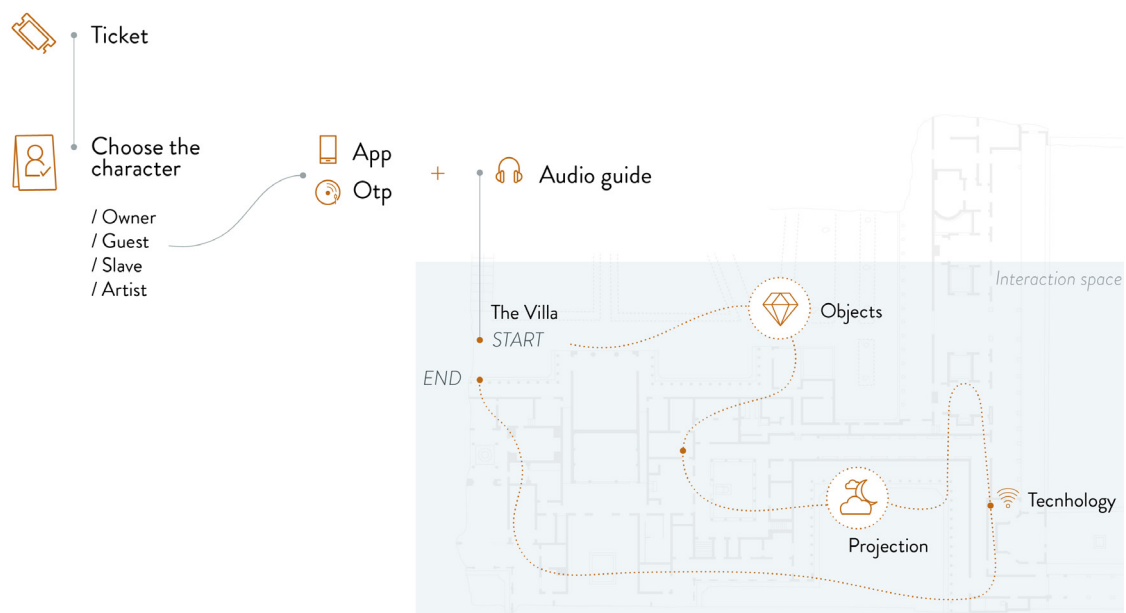 Ticket
Choose the
character
/ Owner
/ Guest
/ Slave
/ Artist
App
Otp
+
Audio guide
Interaction space
The Villa
START
END
Objects
Projection
Tecnhology